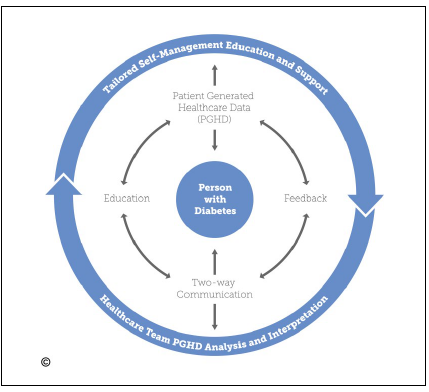 Tailored Self-Management Education and Support
Patient Generated
Healthcare Data
(PGHD)
Education
Person
with
Diabetes
Feedback
Two-way
Communication
Healthcare Team PGHD Analysis and Interpretation
©